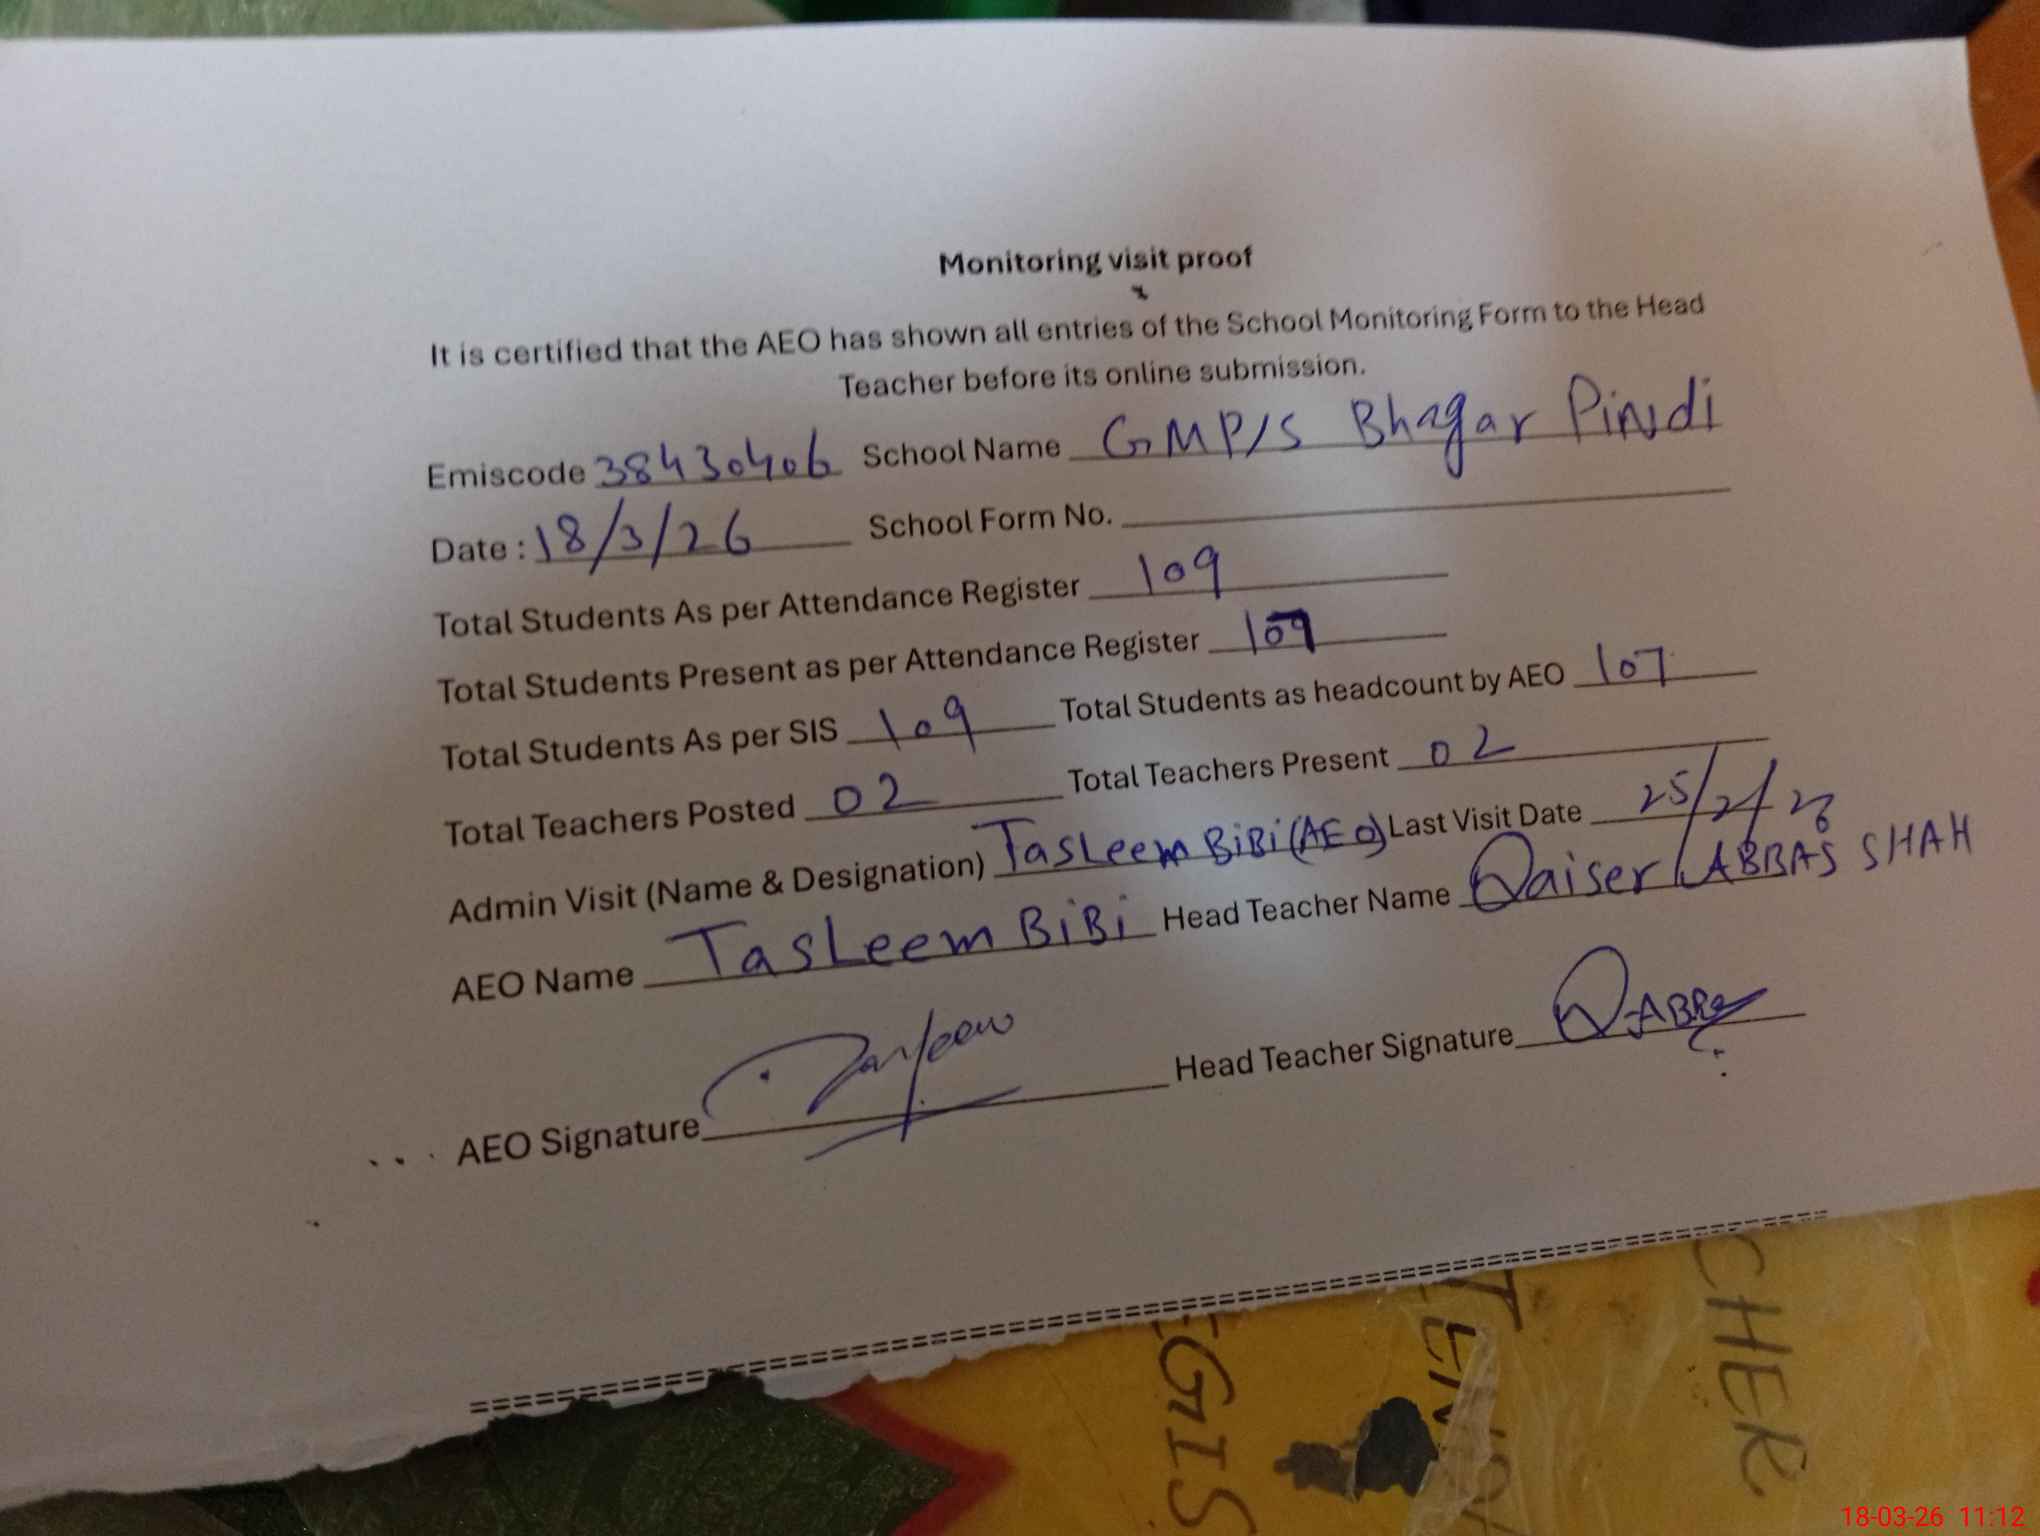 Monitoring visit proof
It is certified that the AEO has shown all entries of the School Monitoring Form to the Head
Teacher before its online submission.
Emiscode 38430406 School Name GMP/S Bhagar Pindi
Date : 18/3/26 School Form No.
Total Students As per Attendance Register 109
Total Students Present as per Attendance Register
Total Students As per SIS 109 Total Students as headcount by AEO 107
Total Teachers Posted 02 Total Teachers Present 02
Admin Visit (Name & Designation) Tasleem BiBi (AEO) Last Visit Date 25/2/26
AEO Name Tasleem BiBi Head Teacher Name Qaiser ABBAS SHAH
AEO Signature Head Teacher Signature
CHER
TEN
EGIS
18-03-26 11:12